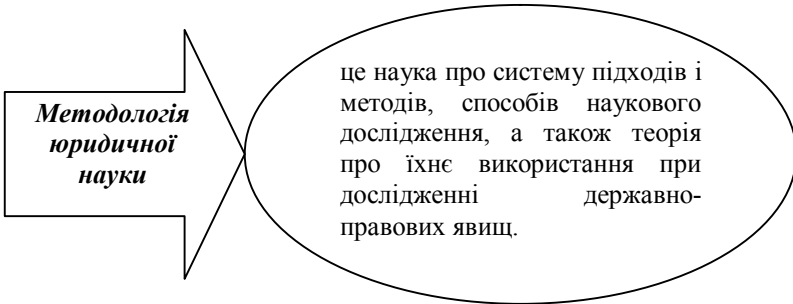 Методологія
юридичної
науки
це наука про систему підходів і
методів, способів наукового
дослідження, а також теорія
про їхнє використання при
дослідженні державно-
правових явищ.